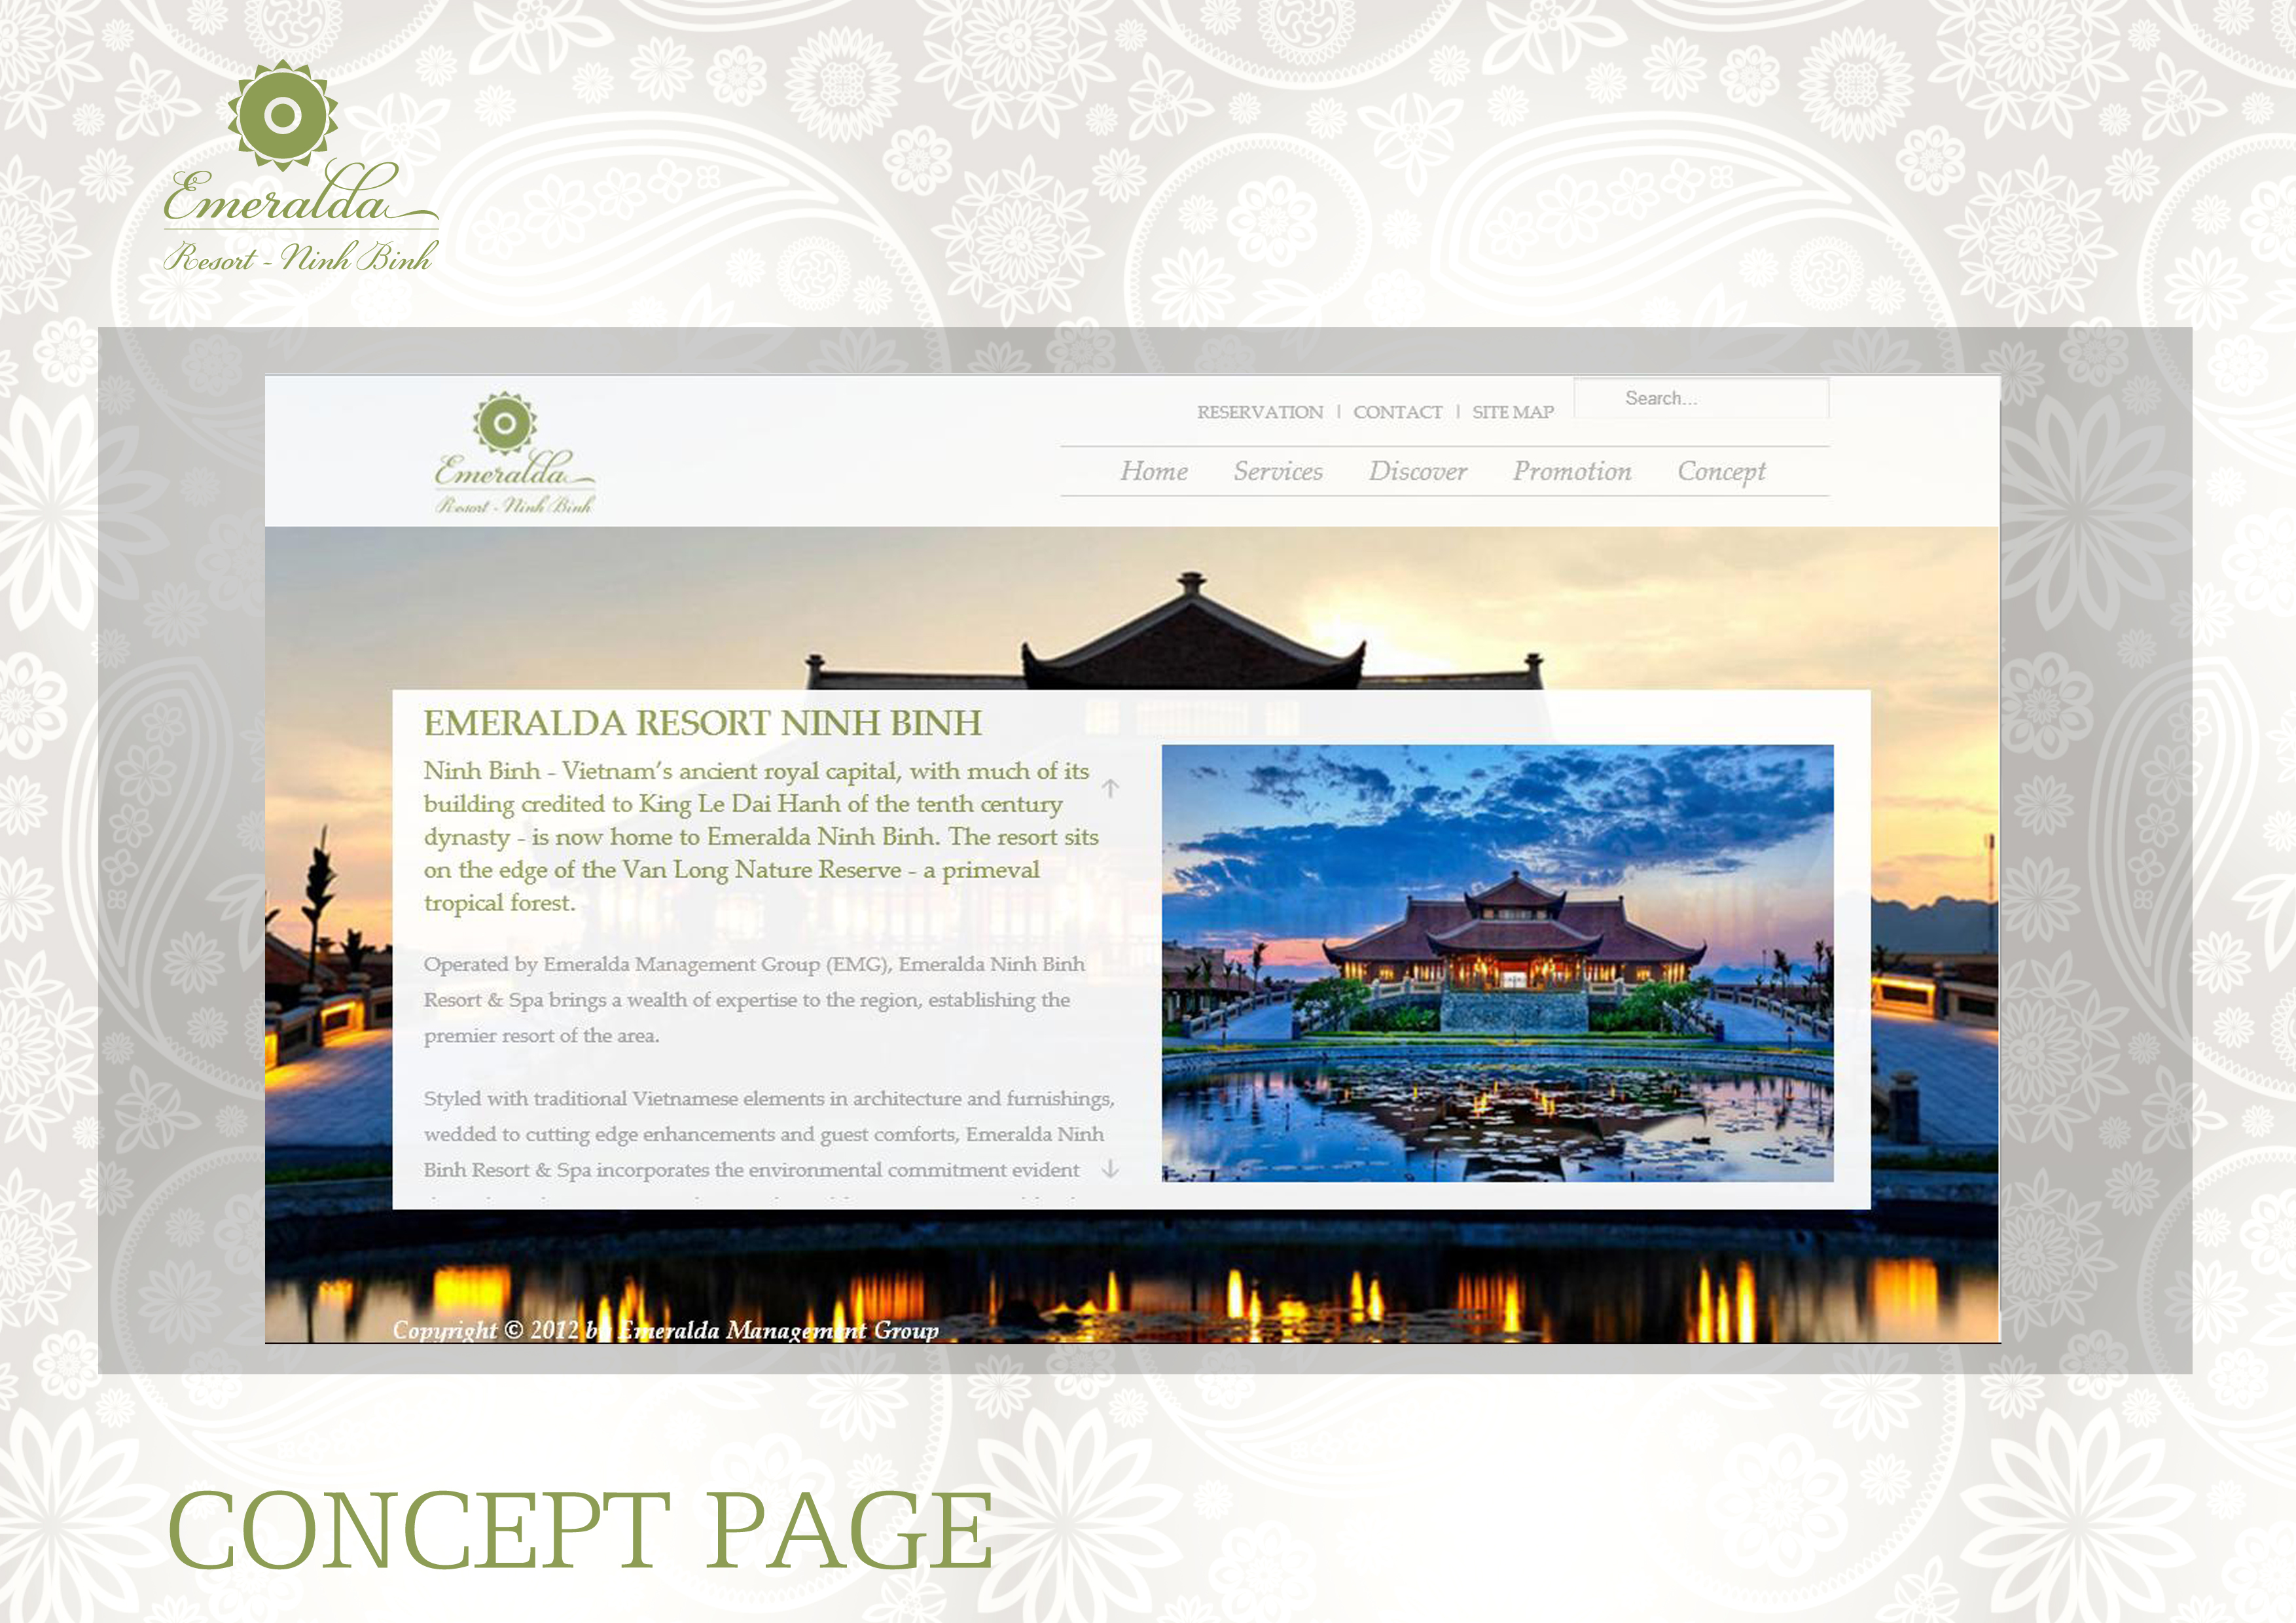 Emeralda
Resort - Ninh Binh
Emeralda
Resort - Ninh Binh
RESERVATION | CONTACT | SITE MAP
Search...
Home Services Discover Promotion Concept
EMERALDA RESORT NINH BINH
Ninh Binh - Vietnam's ancient royal capital, with much of its
building credited to King Le Dai Hanh of the tenth century
dynasty - is now home to Emeralda Ninh Binh. The resort sits
on the edge of the Van Long Nature Reserve - a primeval
tropical forest.
Operated by Emeralda Management Group (EMG), Emeralda Ninh Binh
Resort & Spa brings a wealth of expertise to the region, establishing the
premier resort of the area.
Styled with traditional Vietnamese elements in architecture and furnishings,
wedded to cutting edge enhancements and guest comforts, Emeralda Ninh
Binh Resort & Spa incorporates the environmental commitment evident
Copyright © 2012 by Emeralda Management Group
CONCEPT PAGE